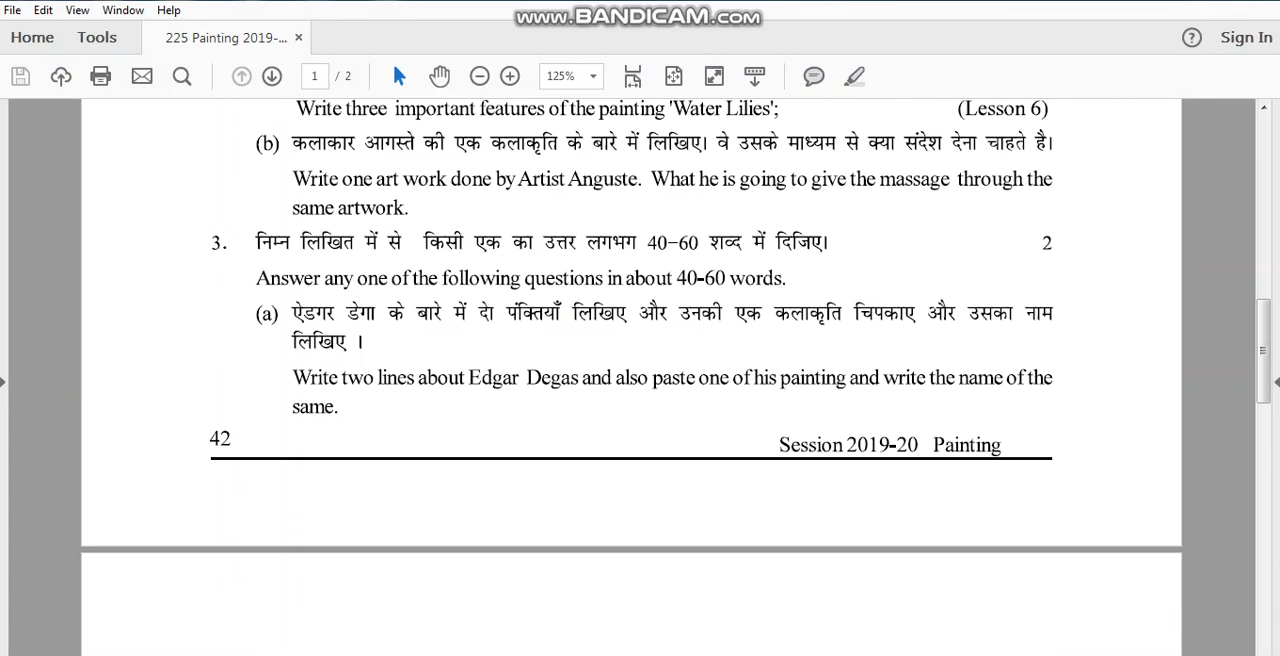 File Edit View Window Help
www.BANDICAM.com
Home Tools 225 Painting 2019-... × Sign In
1 / 2 125%
Write three important features of the painting 'Water Lilies'; (Lesson 6)
(b) कलाकार आगस्ते की एक कलाकृति के बारे में लिखिए। वे उसके माध्यम से क्या संदेश देना चाहते है।
Write one art work done by Artist Anguste. What he is going to give the massage through the
same artwork.
3. निम्न लिखित में से किसी एक का उत्तर लगभग 40-60 शब्द में दिजिए। 2
Answer any one of the following questions in about 40-60 words.
(a) ऐडगर डेगा के बारे में दो पंक्तियाँ लिखिए और उनकी एक कलाकृति चिपकाए और उसका नाम
लिखिए ।
Write two lines about Edgar Degas and also paste one of his painting and write the name of the
same.
42
Session 2019-20 Painting